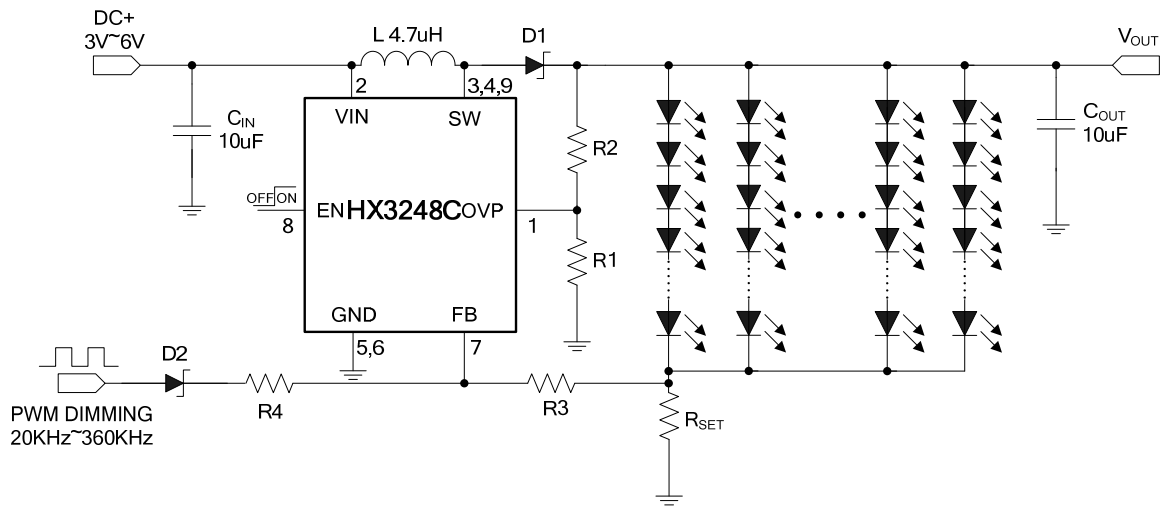 DC+
3V~6V
L 4.7uH
D1
VOUT
2
3,4,9
VIN
SW
CIN
10uF
COUT
10uF
R2
OFF ON
8
EN HX3248C OVP
1
R1
GND
FB
5,6
7
D2
R4
R3
RSET
PWM DIMMING
20KHz~360KHz